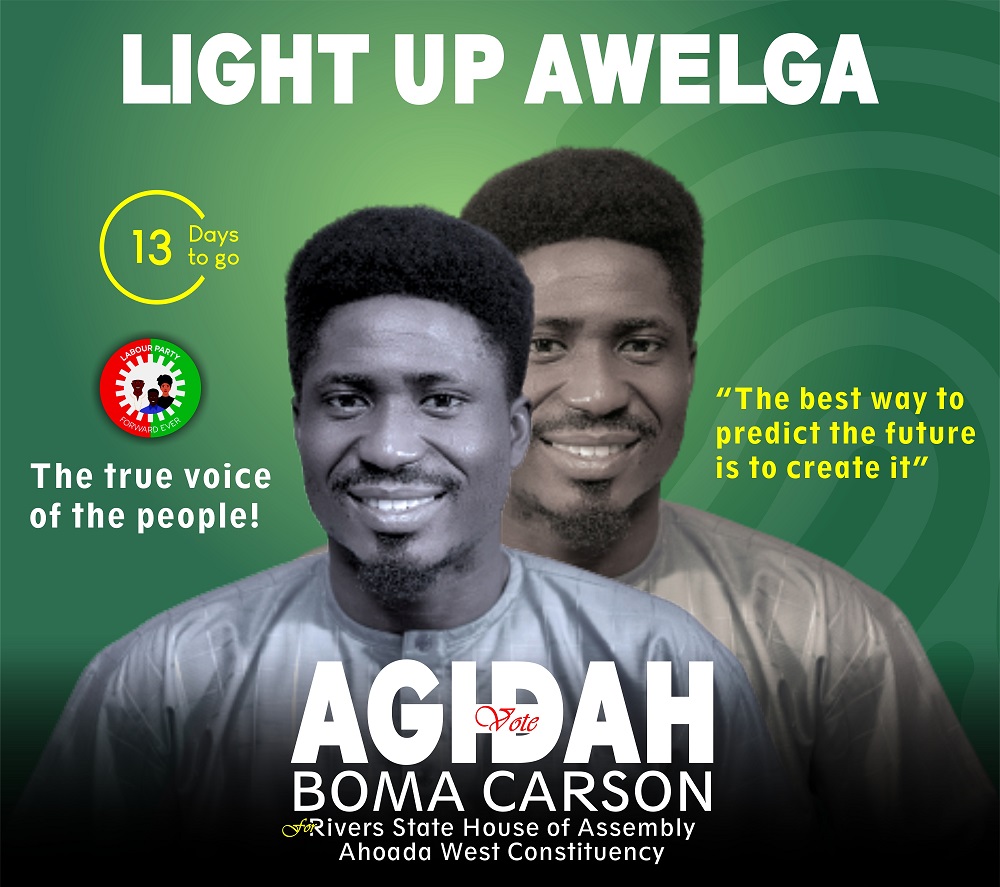 LIGHT UP AWELGA
13
Days
to go
LABOUR PARTY
FORWARD EVER
The true voice
of the people!
“The best way to
predict the future
is to create it”
Vote
AGIDAH
BOMA CARSON
for Rivers State House of Assembly
Ahoada West Constituency